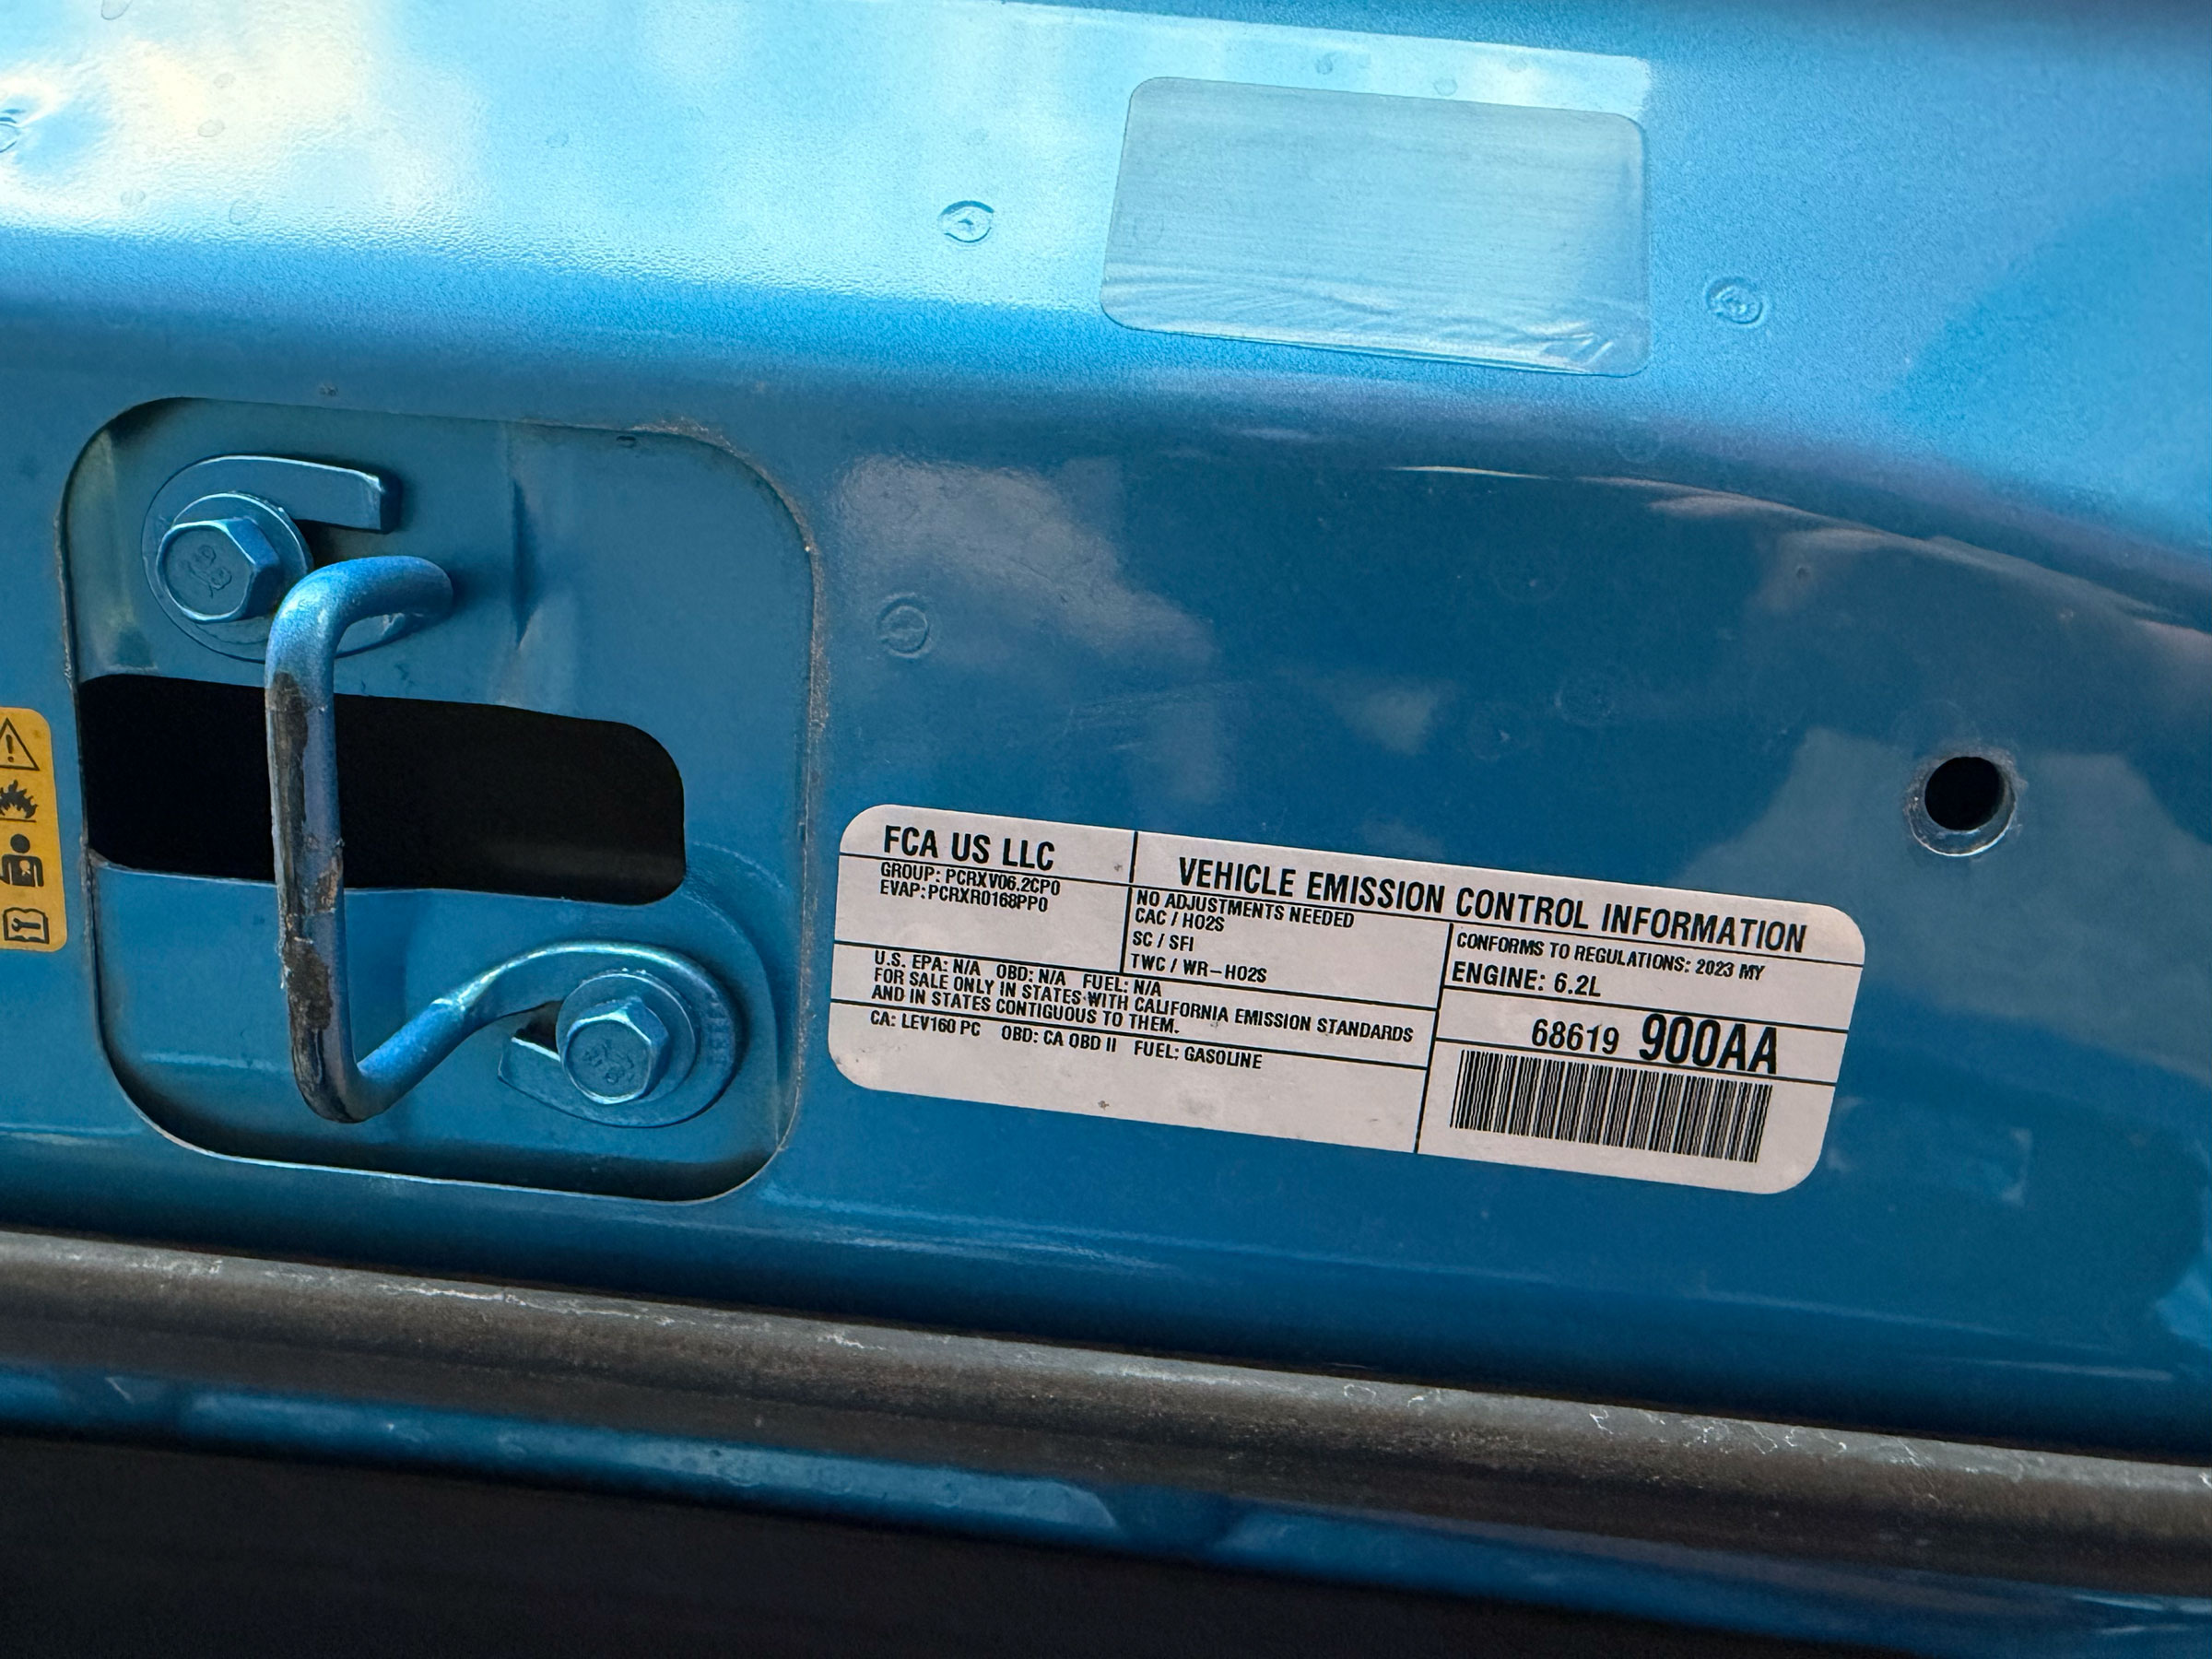 FCA US LLC
VEHICLE EMISSION CONTROL INFORMATION
GROUP: PCRXV06.2CP0
EVAP: PCRXR0168PP0
NO ADJUSTMENTS NEEDED
CAC / HO2S
SC / SFI
TWC / WR-HO2S
CONFORMS TO REGULATIONS: 2023 MY
ENGINE: 6.2L
U.S. EPA: N/A OBD: N/A FUEL: N/A
FOR SALE ONLY IN STATES WITH CALIFORNIA EMISSION STANDARDS
AND IN STATES CONTIGUOUS TO THEM.
CA: LEV160 PC OBD: CA OBD II FUEL: GASOLINE
68619 900AA